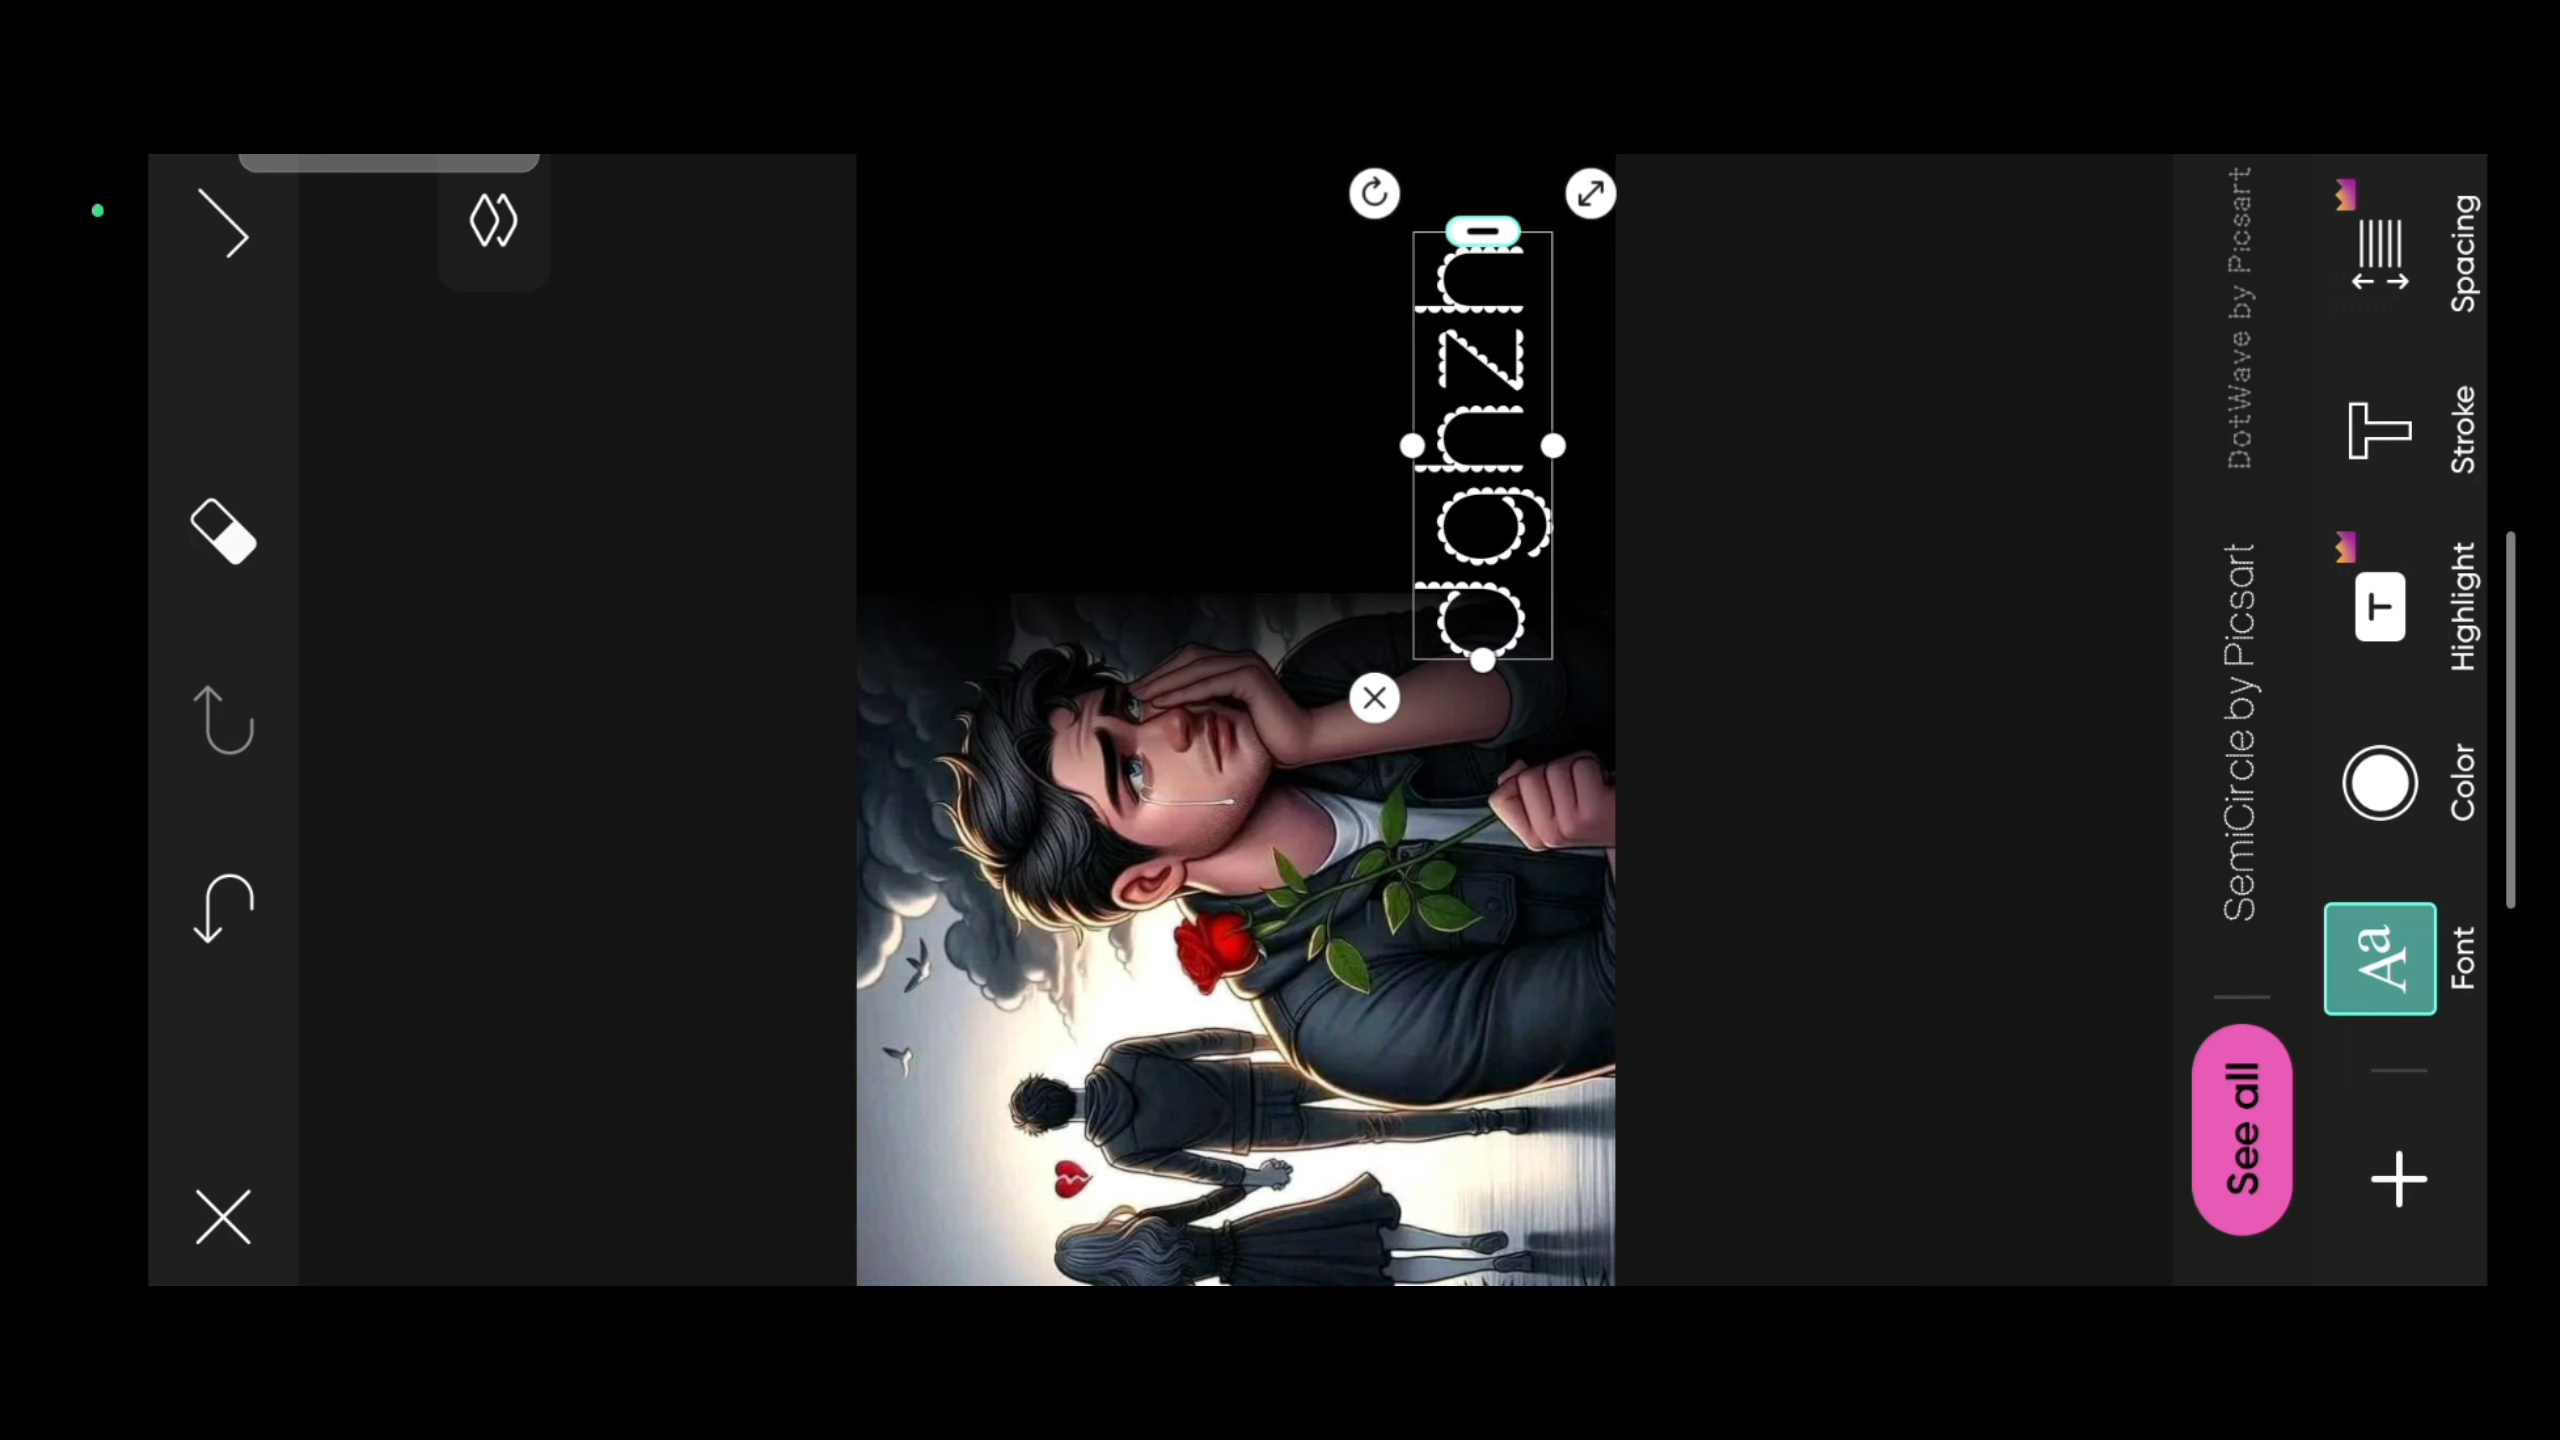 dghzh
See all
SemiCircle by Picsart
DotWave by Picsart
Aa
T
T
Font
Color
Highlight
Stroke
Spacing